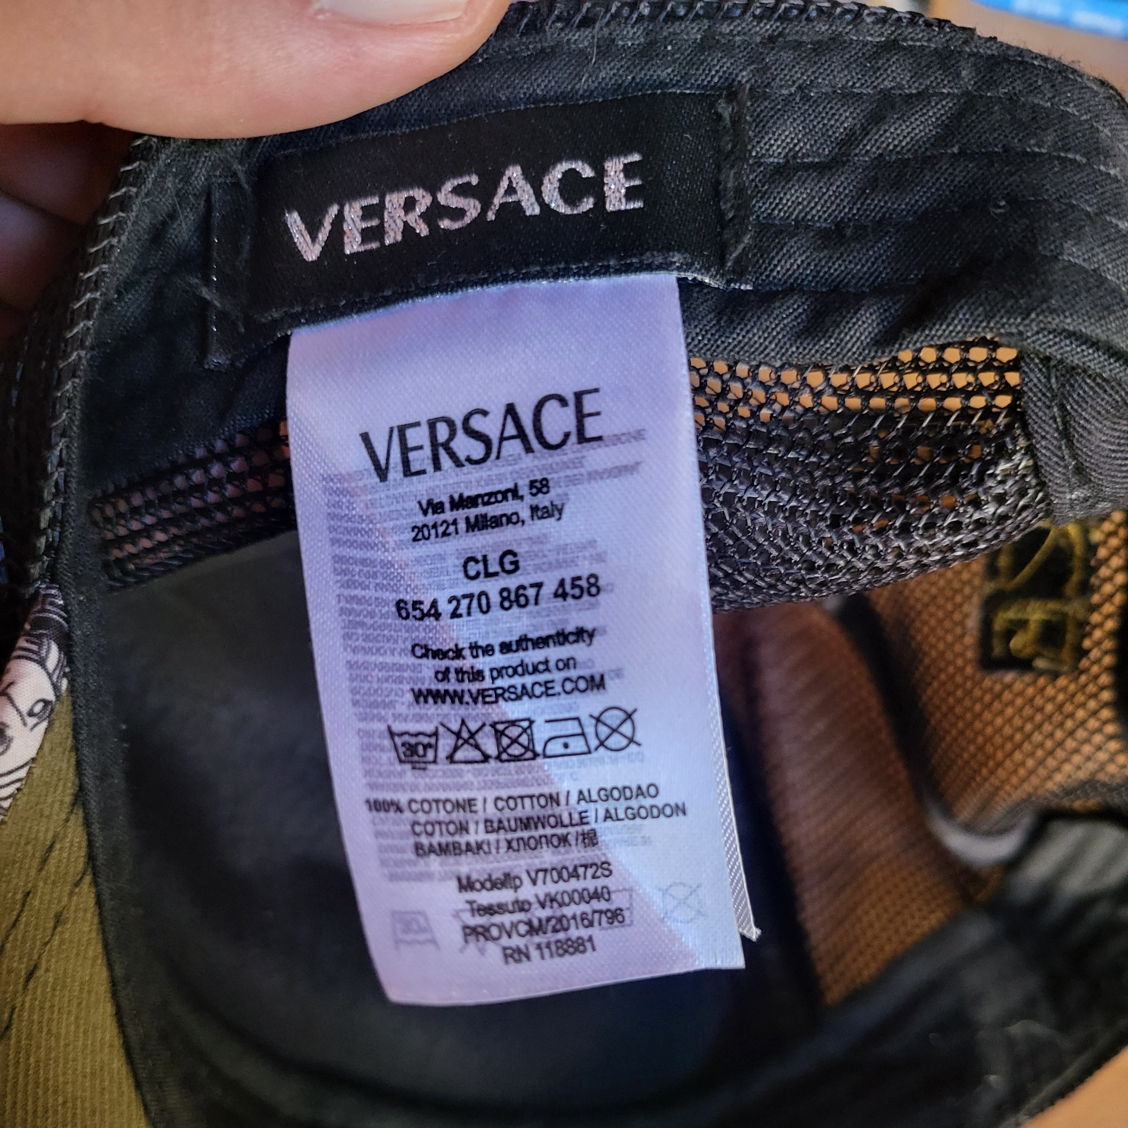 VERSACE
VERSACE
Via Manzoni, 58
20121 Milano, Italy
CLG
654 270 867 458
Check the authenticity
of this product on
WWW.VERSACE.COM
30°
100% COTONE / COTTON / ALGODAO
COTON / BAUMWOLLE / ALGODON
BAMBAKI / ХЛОПОК /棉
Modellp V700472S
Tessuto VK00040
PROVCM/2016/796
RN 118881